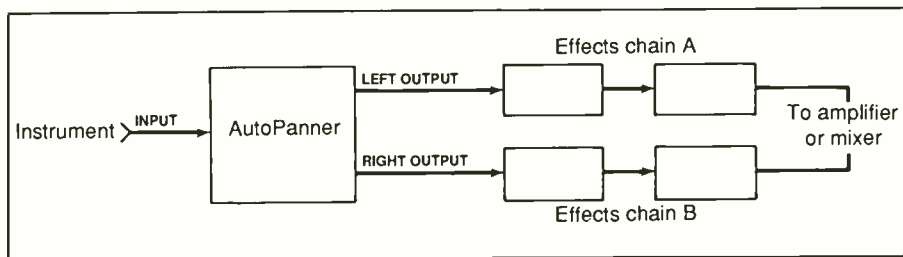 Effects chain A
LEFT OUTPUT
Instrument
INPUT
AutoPanner
To amplifier
or mixer
RIGHT OUTPUT
Effects chain B